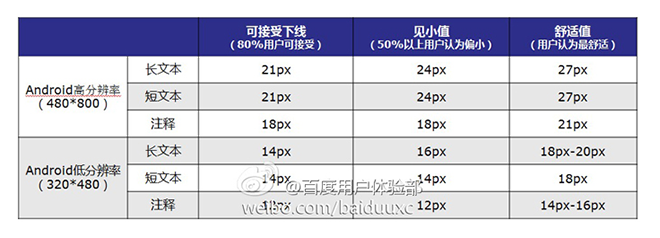 可接受下线 见小值 舒适值
（80%用户可接受） （50%以上用户认为偏小） （用户认为最舒适）
长文本 21px 24px 27px
Android高分辨率
（480*800）
短文本 21px 24px 27px
注释 18px 18px 21px
长文本 14px 16px 18px-20px
Android低分辨率
（320*480）
短文本 14px 14px 18px
注释 12px 12px 14px-16px
@百度用户体验部
weibo.com/baiduuxc